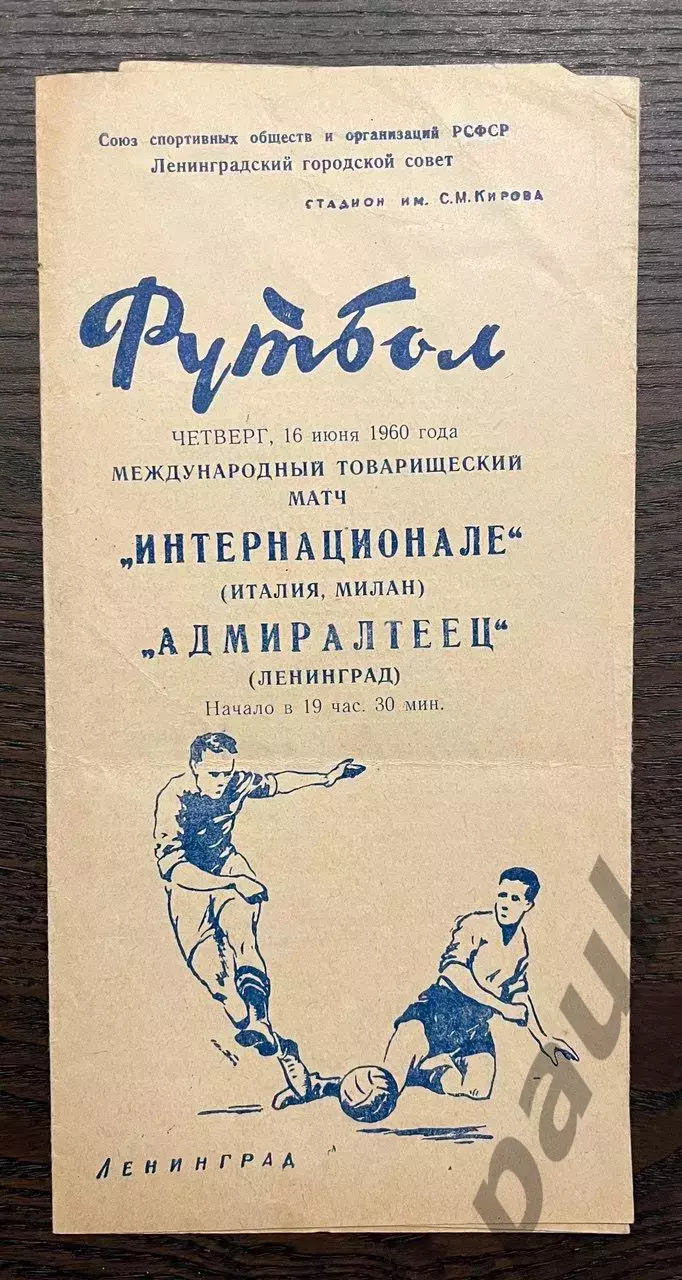 Союз спортивных обществ и организаций РСФСР
Ленинградский городской совет
СТАДИОН ИМ. С.М.КИРОВА
Футбол
ЧЕТВЕРГ, 16 июня 1960 года
МЕЖДУНАРОДНЫЙ ТОВАРИЩЕСКИЙ
МАТЧ
„ИНТЕРНАЦИОНАЛЕ“
(ИТАЛИЯ, МИЛАН)
„АДМИРАЛТЕЕЦ“
(ЛЕНИНГРАД)
Начало в 19 час. 30 мин.
ЛЕНИНГРАД
paul